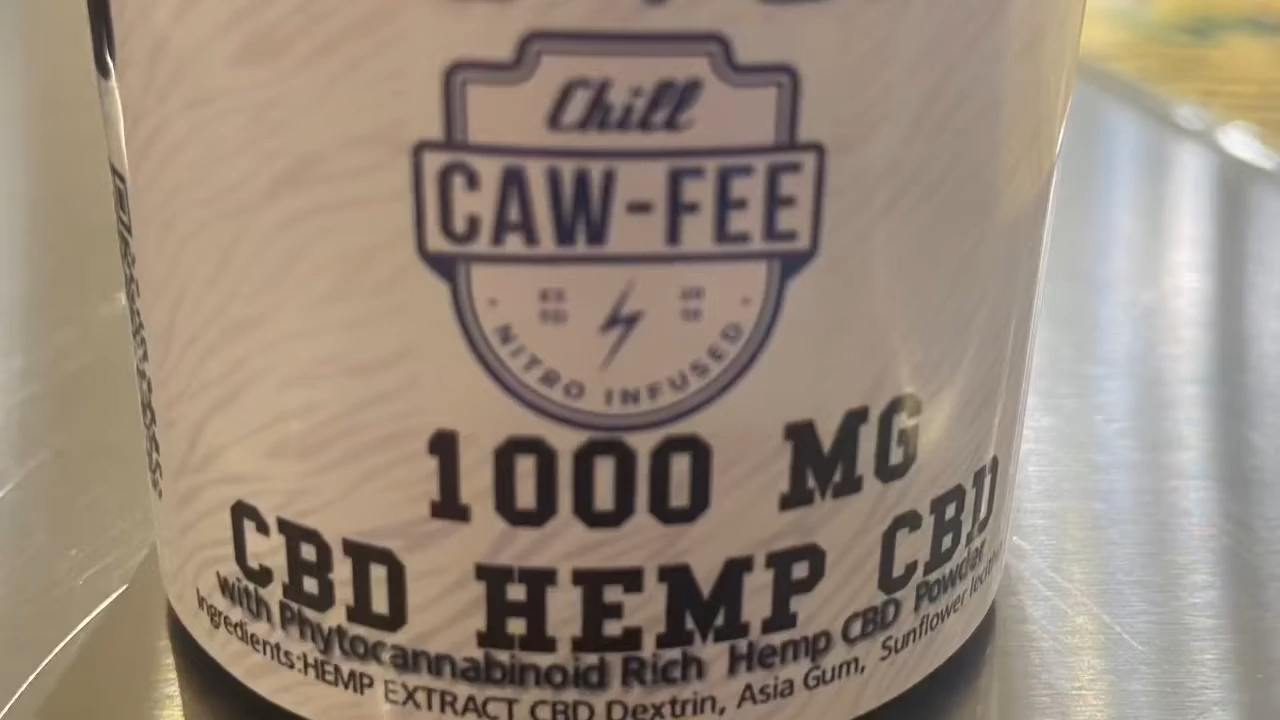 Chill
CAW-FEE
NITRO INFUSED
1000 MG
CBD HEMP CBD
with Phytocannabinoid Rich Hemp CBD Powder
Ingredients:HEMP EXTRACT CBD Dextrin, Asia Gum, Sunflower